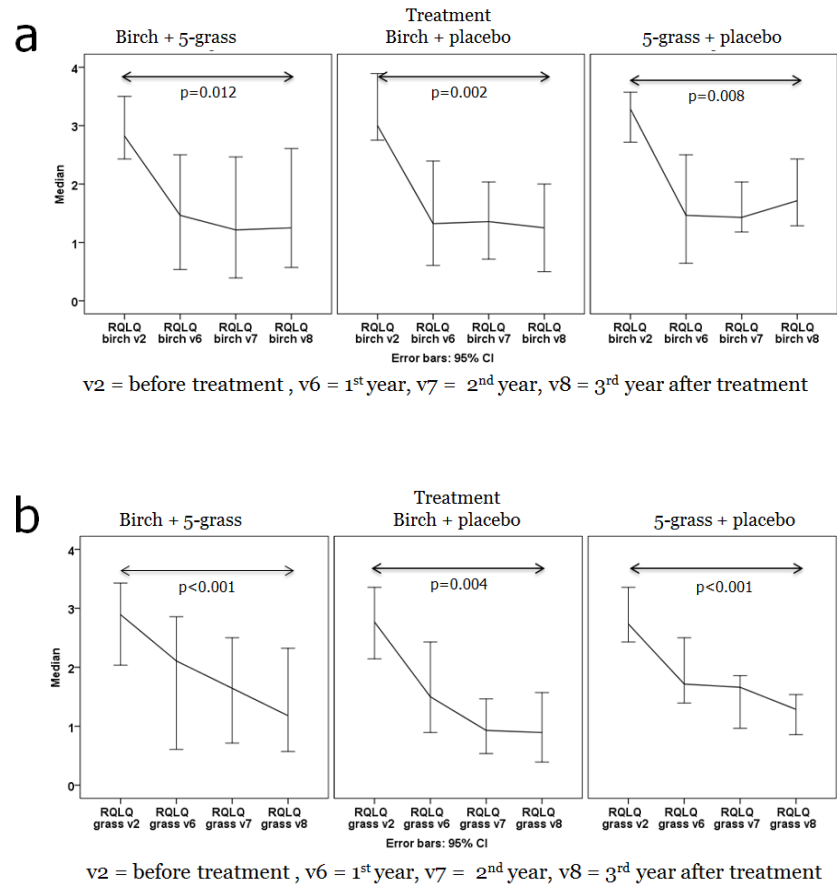 a
Treatment
Birch + 5-grass
Birch + placebo
5-grass + placebo
4
3
2
1
0
Median
p=0.012
p=0.002
p=0.008
RQLQ birch v2
RQLQ birch v6
RQLQ birch v7
RQLQ birch v8
RQLQ birch v2
RQLQ birch v6
RQLQ birch v7
RQLQ birch v8
RQLQ birch v2
RQLQ birch v6
RQLQ birch v7
RQLQ birch v8
Error bars: 95% CI
v2 = before treatment , v6 = 1st year, v7 = 2nd year, v8 = 3rd year after treatment
b
Treatment
Birch + 5-grass
Birch + placebo
5-grass + placebo
4
3
2
1
0
Median
p<0.001
p=0.004
p<0.001
RQLQ grass v2
RQLQ grass v6
RQLQ grass v7
RQLQ grass v8
RQLQ grass v2
RQLQ grass v6
RQLQ grass v7
RQLQ grass v8
RQLQ grass v2
RQLQ grass v6
RQLQ grass v7
RQLQ grass v8
Error bars: 95% CI
v2 = before treatment , v6 = 1st year, v7 = 2nd year, v8 = 3rd year after treatment